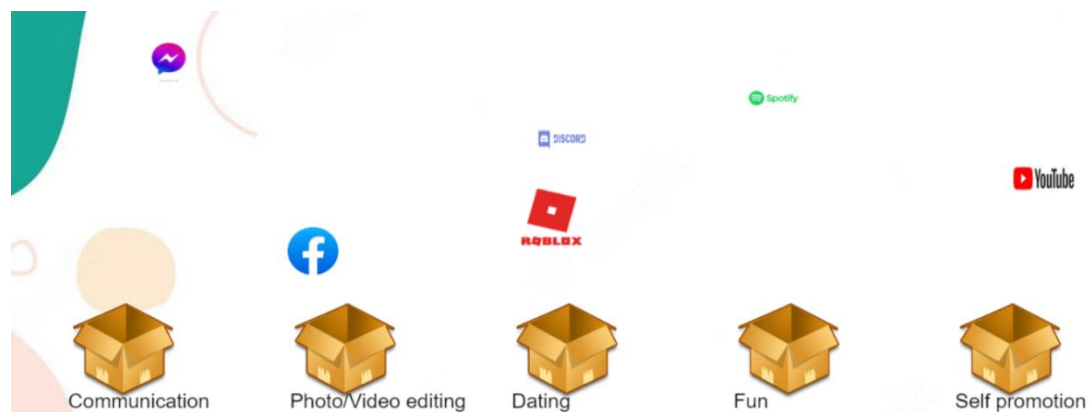 Spotify
DISCORD
YouTube
ROBLOX
Communication
Photo/Video editing
Dating
Fun
Self promotion